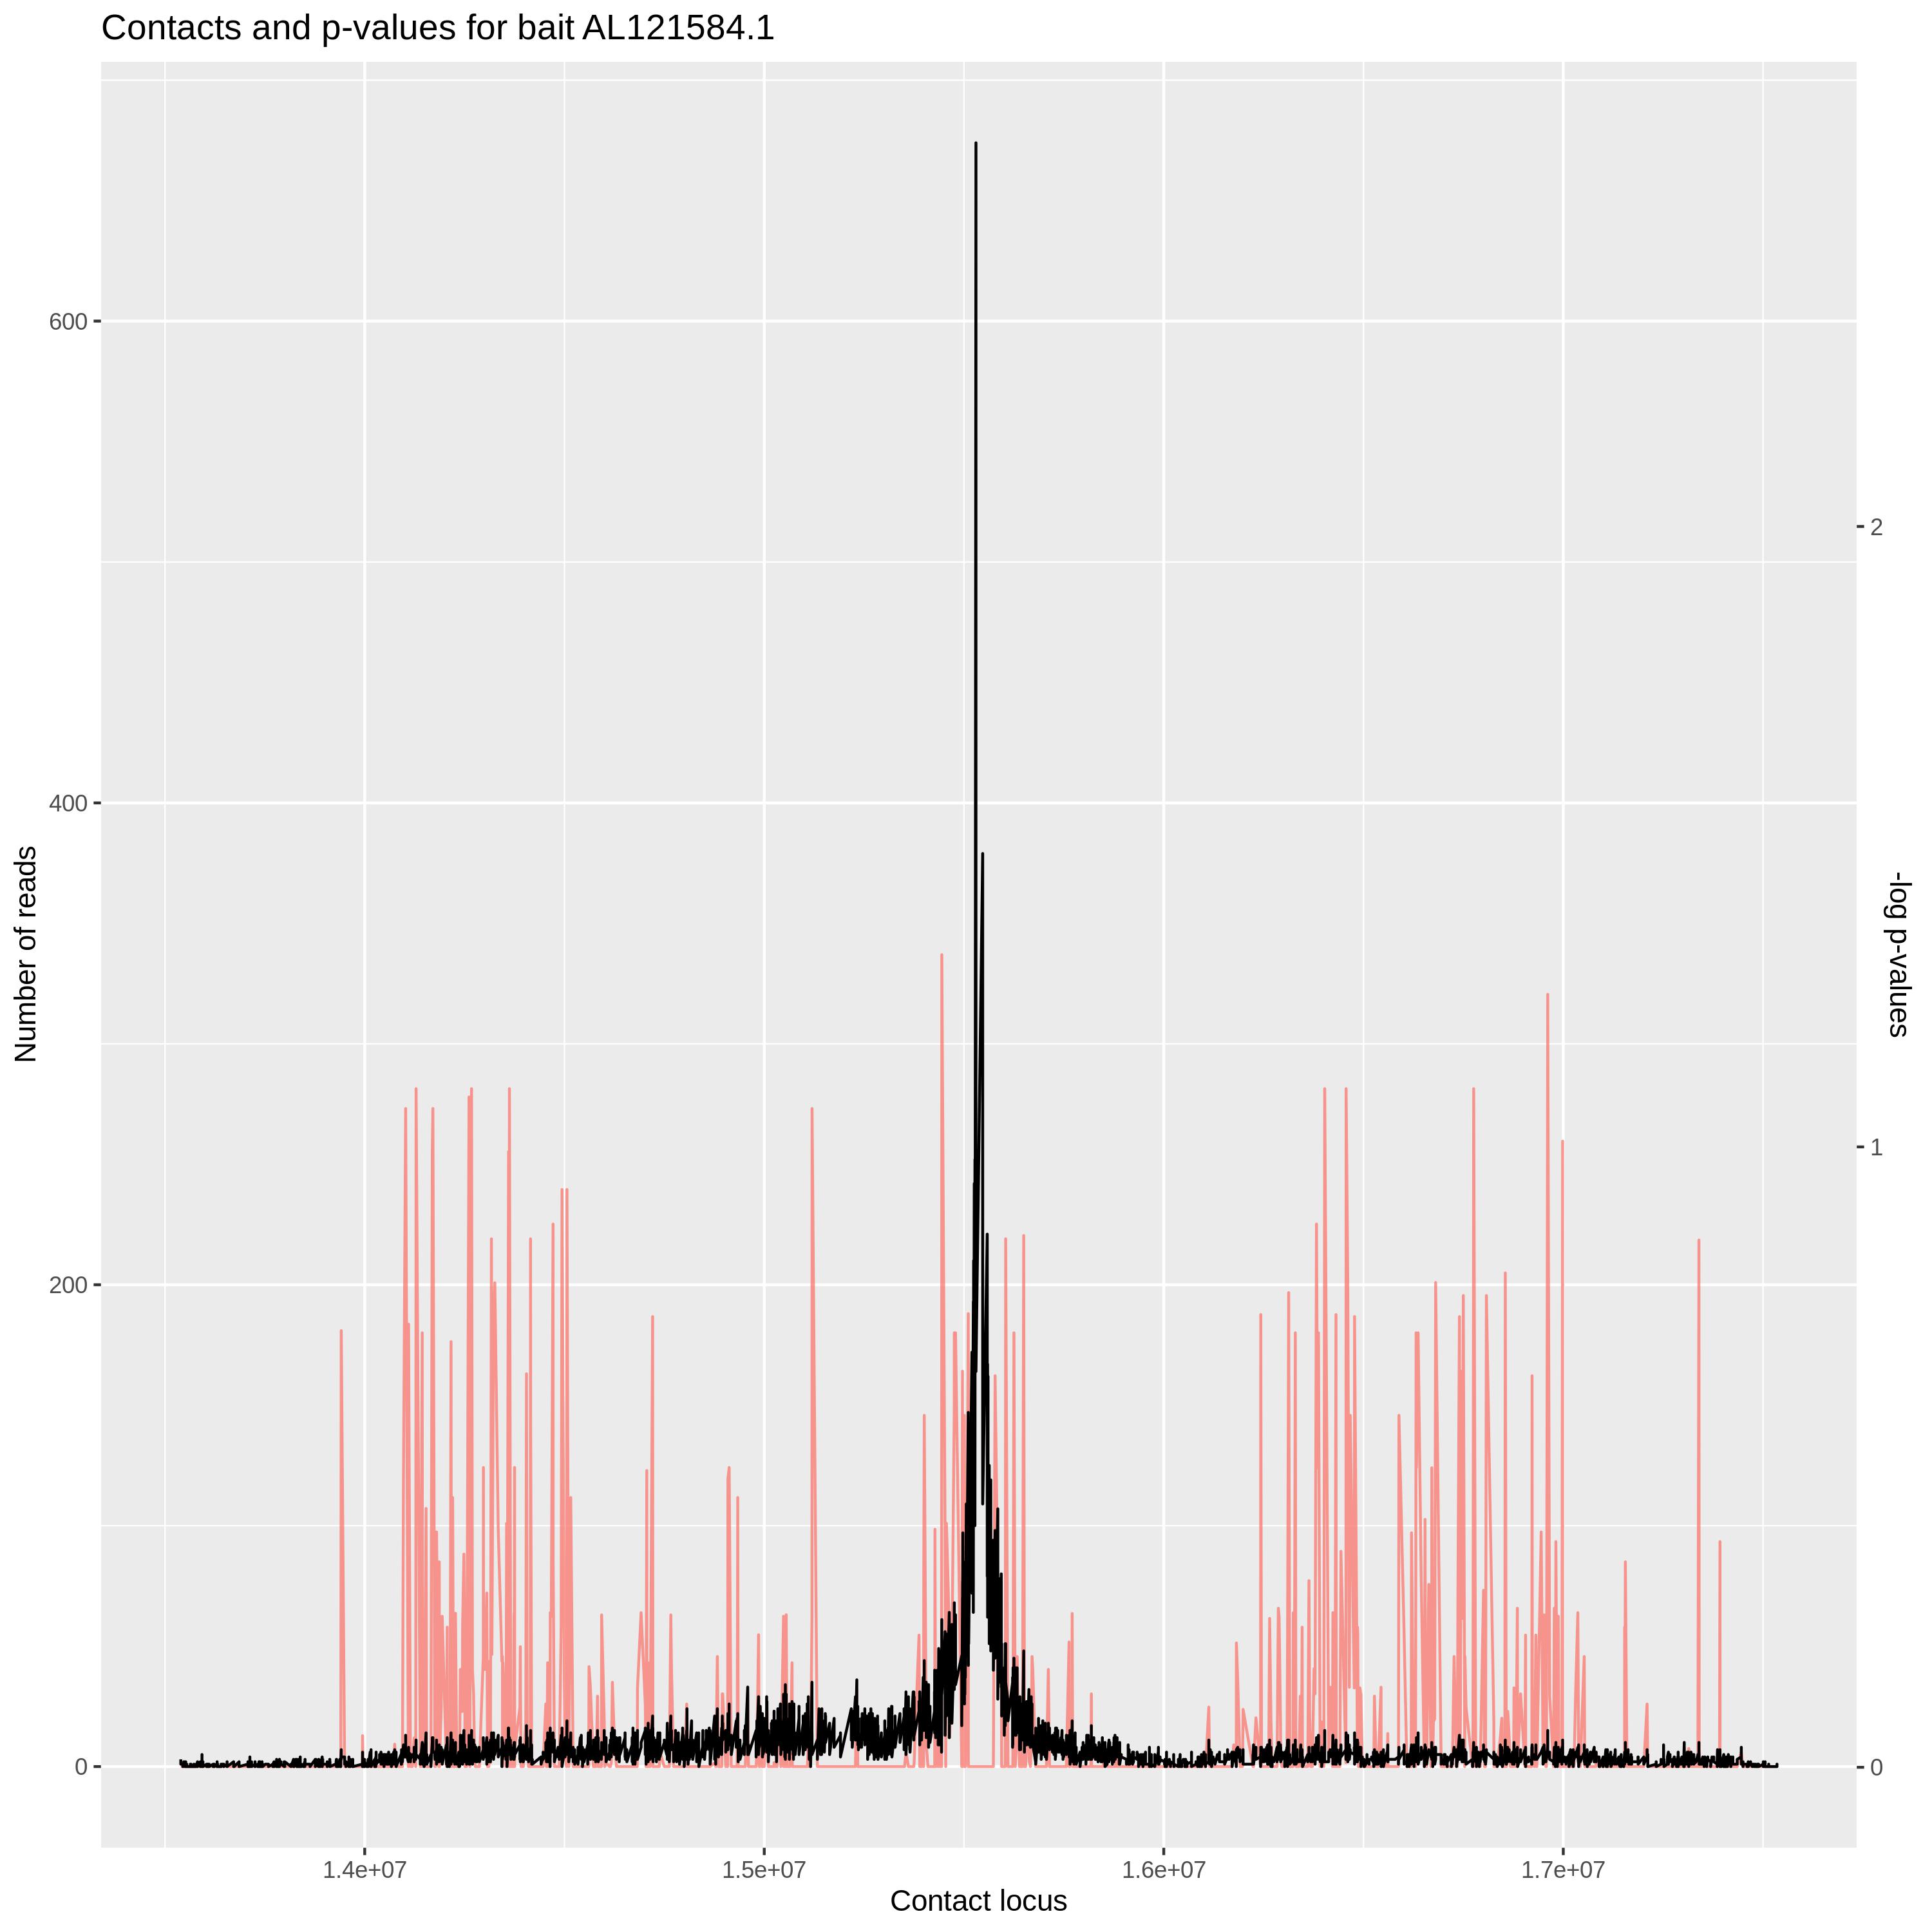 Contacts and p-values for bait AL121584.1
600
400
200
0
Number of reads
2
1
0
-log p-values
1.4e+07
1.5e+07
1.6e+07
1.7e+07
Contact locus